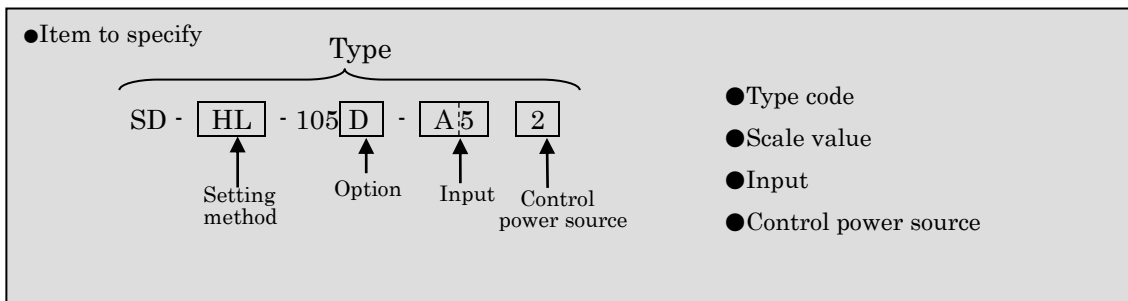 ●Item to specify
Type
SD - HL - 105 D - A 5 2
Setting method
Option
Input
Control power source
●Type code
●Scale value
●Input
●Control power source